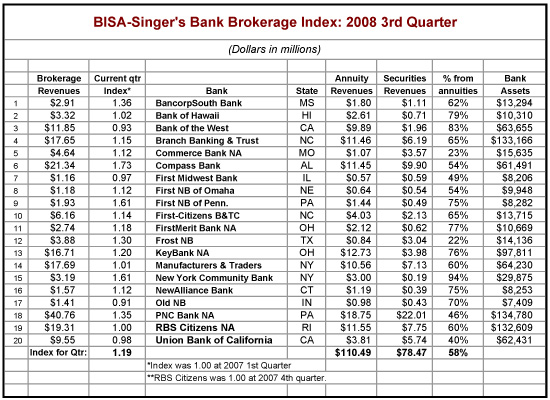 BISA-Singer's Bank Brokerage Index: 2008 3rd Quarter
(Dollars in millions)
Brokerage Current qtr Annuity Securities % from Bank
Revenues Index* Bank State Revenues Revenues annuities Assets
1 $2.91 1.36 BancorpSouth Bank MS $1.80 $1.11 62% $13,294
2 $3.32 1.02 Bank of Hawaii HI $2.61 $0.71 79% $10,310
3 $11.85 0.93 Bank of the West CA $9.89 $1.96 83% $63,655
4 $17.65 1.15 Branch Banking & Trust NC $11.46 $6.19 65% $133,166
5 $4.64 1.12 Commerce Bank NA MO $1.07 $3.57 23% $15,635
6 $21.34 1.73 Compass Bank AL $11.45 $9.90 54% $61,491
7 $1.16 0.97 First Midwest Bank IL $0.57 $0.59 49% $8,206
8 $1.18 1.12 First NB of Omaha NE $0.64 $0.54 54% $9,948
9 $1.93 1.61 First NB of Penn. PA $1.44 $0.49 75% $8,282
10 $6.16 1.14 First-Citizens B&TC NC $4.03 $2.13 65% $13,715
11 $2.74 1.18 FirstMerit Bank NA OH $2.12 $0.62 77% $10,669
12 $3.88 1.30 Frost NB TX $0.84 $3.04 22% $14,136
13 $16.71 1.20 KeyBank NA OH $12.73 $3.98 76% $97,811
14 $17.69 1.01 Manufacturers & Traders NY $10.56 $7.13 60% $64,230
15 $3.19 1.61 New York Community Bank NY $3.00 $0.19 94% $29,875
16 $1.57 1.12 NewAlliance Bank CT $1.19 $0.39 75% $8,253
17 $1.41 0.91 Old NB IN $0.98 $0.43 70% $7,409
18 $40.76 1.35 PNC Bank NA PA $18.75 $22.01 46% $134,780
19 $19.31 1.00 RBS Citizens NA RI $11.55 $7.75 60% $132,609
20 $9.55 0.98 Union Bank of California CA $3.81 $5.74 40% $62,431
Index for Qtr: 1.19 $110.49 $78.47 58%
*Index was 1.00 at 2007 1st Quarter
**RBS Citizens was 1.00 at 2007 4th quarter.